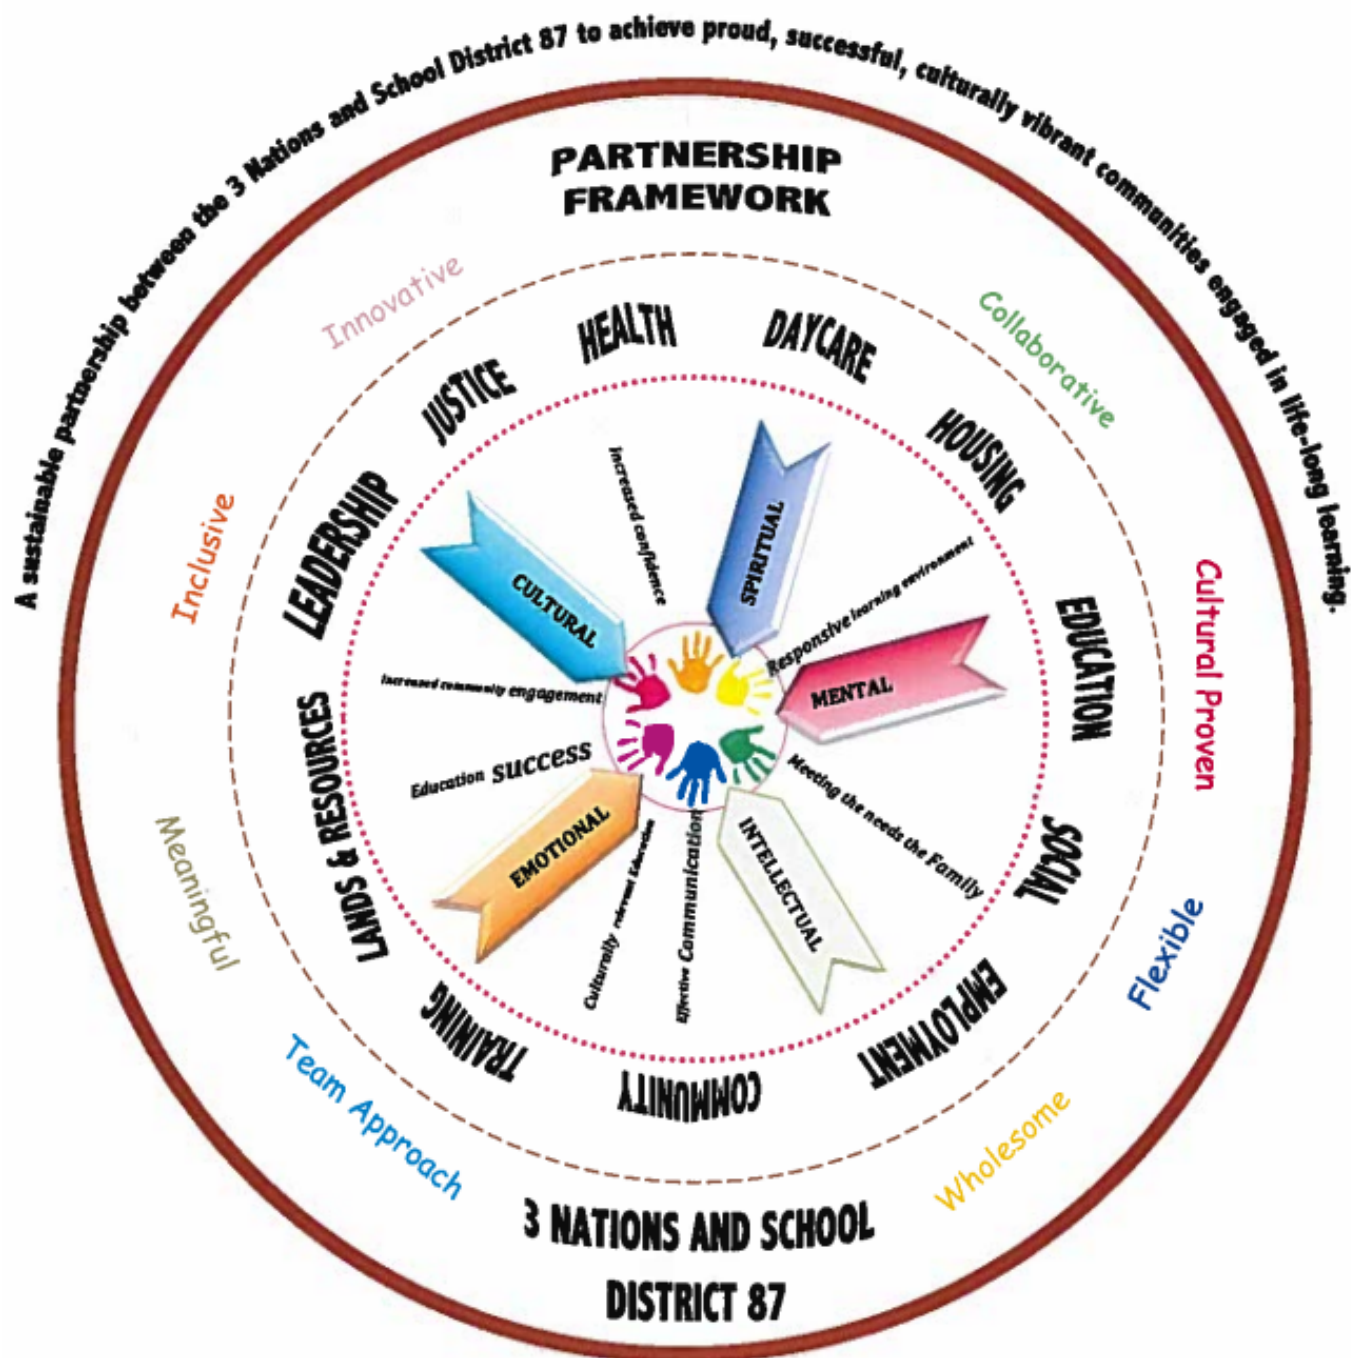 A sustainable partnership between the 3 Nations and School District 87 to achieve proud, successful, culturally vibrant communities engaged in life-long learning.
PARTNERSHIP
FRAMEWORK
Innovative
Collaborative
Cultural Proven
Flexible
Wholesome
Team Approach
Meaningful
Inclusive
HEALTH
DAYCARE
HOUSING
EDUCATION
SOCIAL
EMPLOYMENT
COMMUNITY
TRAINING
LANDS & RESOURCES
LEADERSHIP
JUSTICE
Increased confidence
SPIRITUAL
Responsive learning environment
MENTAL
Meeting the needs the Family
INTELLECTUAL
Effective Communication
Culturally relevant Education
EMOTIONAL
Education success
Increased community engagement
CULTURAL
3 NATIONS AND SCHOOL
DISTRICT 87